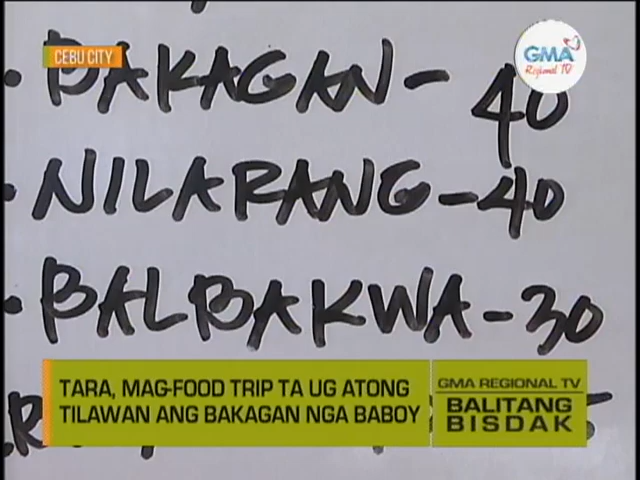 CEBU CITY
GMA
Regional TV
• BAKAGAN - 40
• NILARANG - 40
• BALBAKWA - 30
TARA, MAG-FOOD TRIP TA UG ATONG
TILAWAN ANG BAKAGAN NGA BABOY
GMA REGIONAL TV
BALITANG
BISDAK